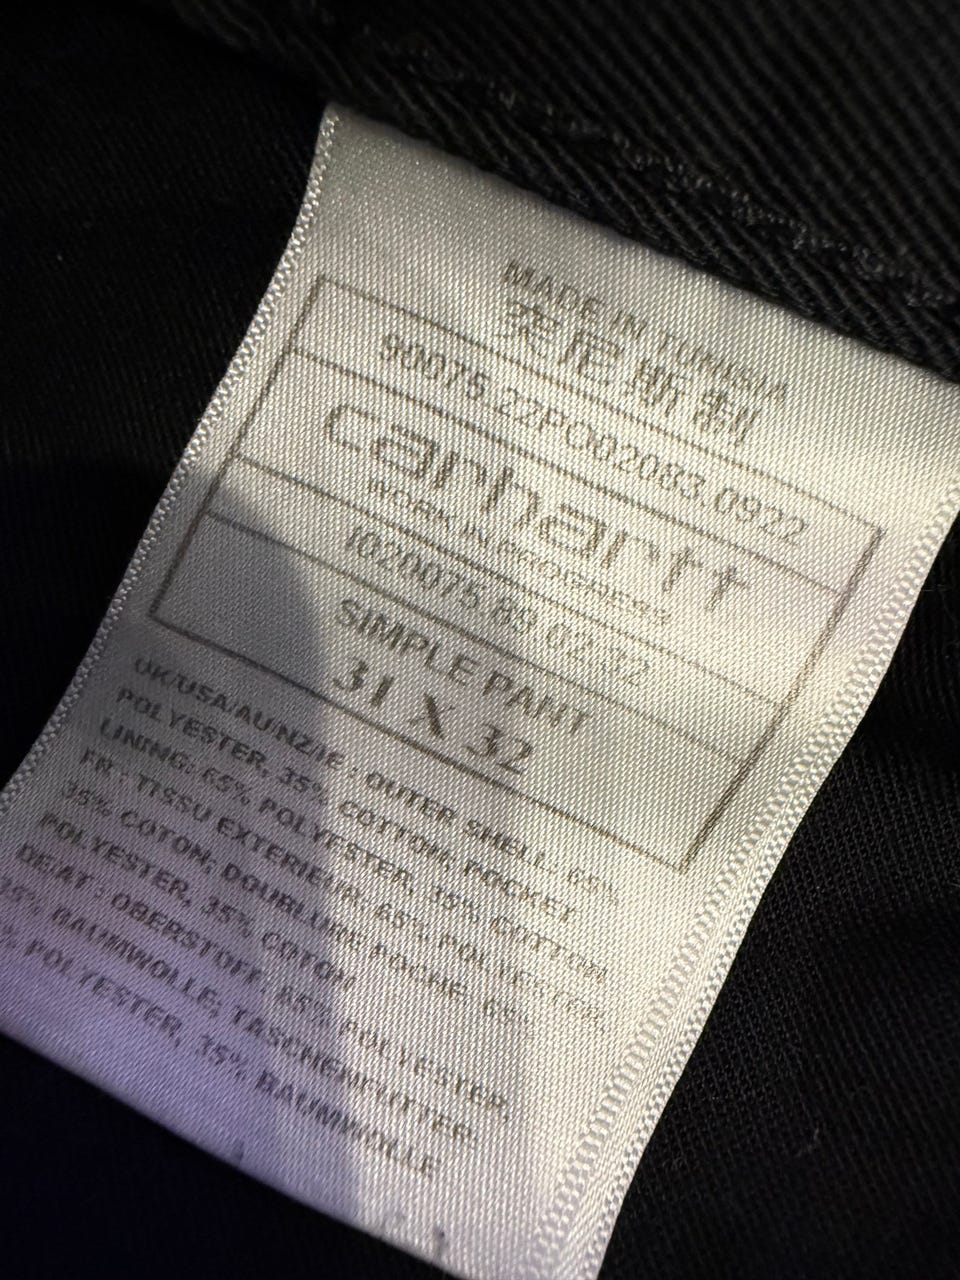 MADE IN TUNISIA
突尼斯制
90075.22PO002083.0922
carhartt
WORK IN PROGRESS
I020075.89.02.32
SIMPLE PANT
31 X 32
UK/USA/AU/NZ/IE : OUTER SHELL: 65%
POLYESTER, 35% COTTON; POCKET
LINING: 65% POLYESTER, 35% COTTON
FR : TISSU EXTERIEUR: 65% POLYESTER,
35% COTON; DOUBLURE POCHE: 65%
POLYESTER, 35% COTON
DE/AT : OBERSTOFF: 65% POLYESTER,
35% BAUMWOLLE; TASCHENFUTTER:
% POLYESTER, 35% BAUMWOLLE